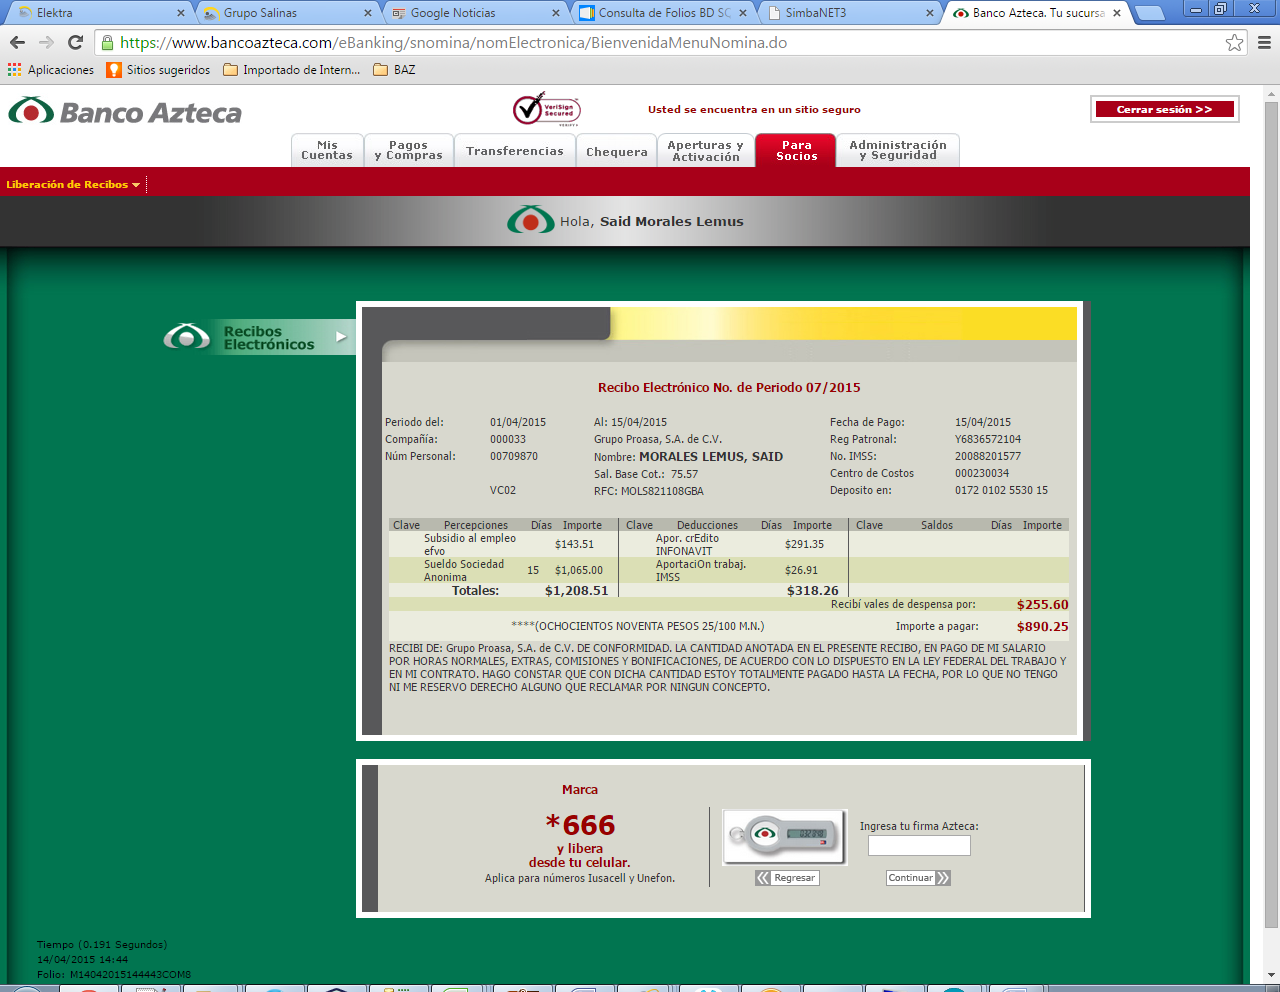 Elektra
Grupo Salinas
Google Noticias
Consulta de Folios BD SC
SimbaNET3
Banco Azteca. Tu sucursa
https://www.bancoazteca.com/eBanking/snomina/nomElectronica/BienvenidaMenuNomina.do
Aplicaciones
Sitios sugeridos
Importado de Intern...
BAZ
Banco Azteca
VeriSign
Secured
VERIFY
Usted se encuentra en un sitio seguro
Cerrar sesión >>
Mis Cuentas
Pagos y Compras
Transferencias
Chequera
Aperturas y Activación
Para Socios
Administración y Seguridad
Liberación de Recibos
Hola, Said Morales Lemus
Recibos
Electrónicos
Recibo Electrónico No. de Periodo 07/2015
Periodo del: 01/04/2015 Al: 15/04/2015 Fecha de Pago: 15/04/2015
Compañía: 000033 Grupo Proasa, S.A. de C.V. Reg Patronal: Y6836572104
Núm Personal: 00709870 Nombre: MORALES LEMUS, SAID No. IMSS: 20088201577
Sal. Base Cot.: 75.57 Centro de Costos 000230034
VC02 RFC: MOLS821108GBA Deposito en: 0172 0102 5530 15
Clave Percepciones Días Importe Clave Deducciones Días Importe Clave Saldos Días Importe
Subsidio al empleo efvo $143.51 Apor. crEdito INFONAVIT $291.35
Sueldo Sociedad Anonima 15 $1,065.00 AportaciOn trabaj. IMSS $26.91
Totales: $1,208.51 $318.26
Recibí vales de despensa por: $255.60
****(OCHOCIENTOS NOVENTA PESOS 25/100 M.N.) Importe a pagar: $890.25
RECIBI DE: Grupo Proasa, S.A. de C.V. DE CONFORMIDAD. LA CANTIDAD ANOTADA EN EL PRESENTE RECIBO, EN PAGO DE MI SALARIO
POR HORAS NORMALES, EXTRAS, COMISIONES Y BONIFICACIONES, DE ACUERDO CON LO DISPUESTO EN LA LEY FEDERAL DEL TRABAJO Y
EN MI CONTRATO. HAGO CONSTAR QUE CON DICHA CANTIDAD ESTOY TOTALMENTE PAGADO HASTA LA FECHA, POR LO QUE NO TENGO
NI ME RESERVO DERECHO ALGUNO QUE RECLAMAR POR NINGUN CONCEPTO.
Marca
*666
y libera
desde tu celular.
Aplica para números Iusacell y Unefon.
Ingresa tu firma Azteca:
Regresar
Continuar
Tiempo (0.191 Segundos)
14/04/2015 14:44
Folio: M14042015144443COM8